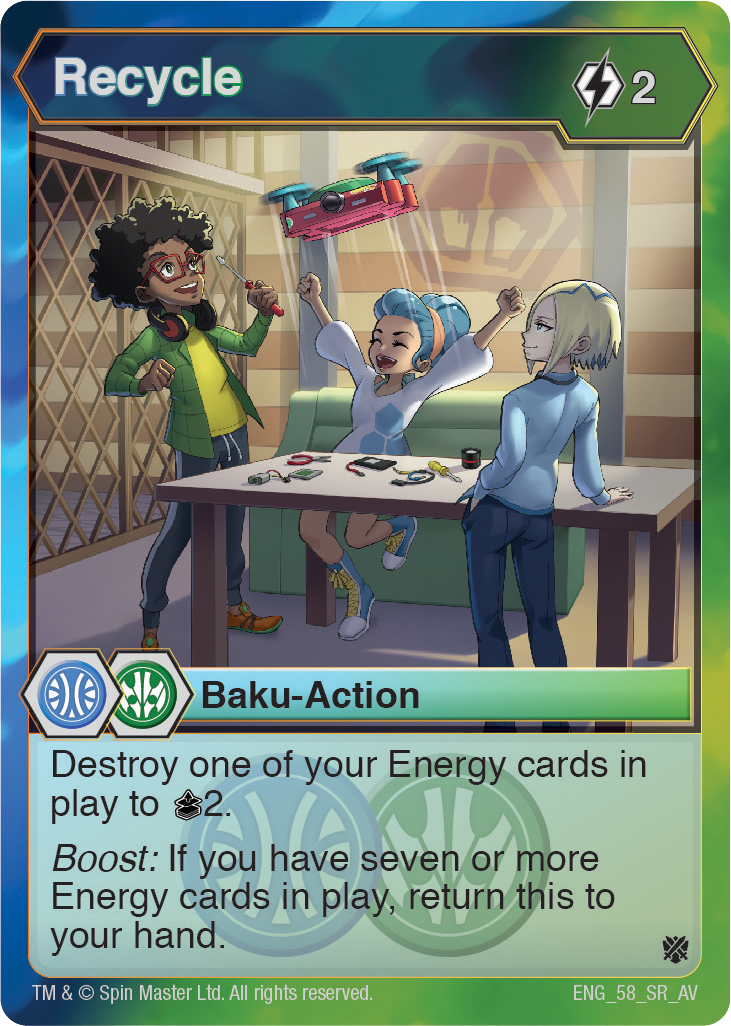 Recycle
2
Baku-Action
Destroy one of your Energy cards in
play to 2.
Boost: If you have seven or more
Energy cards in play, return this to
your hand.
TM & © Spin Master Ltd. All rights reserved.
ENG_58_SR_AV